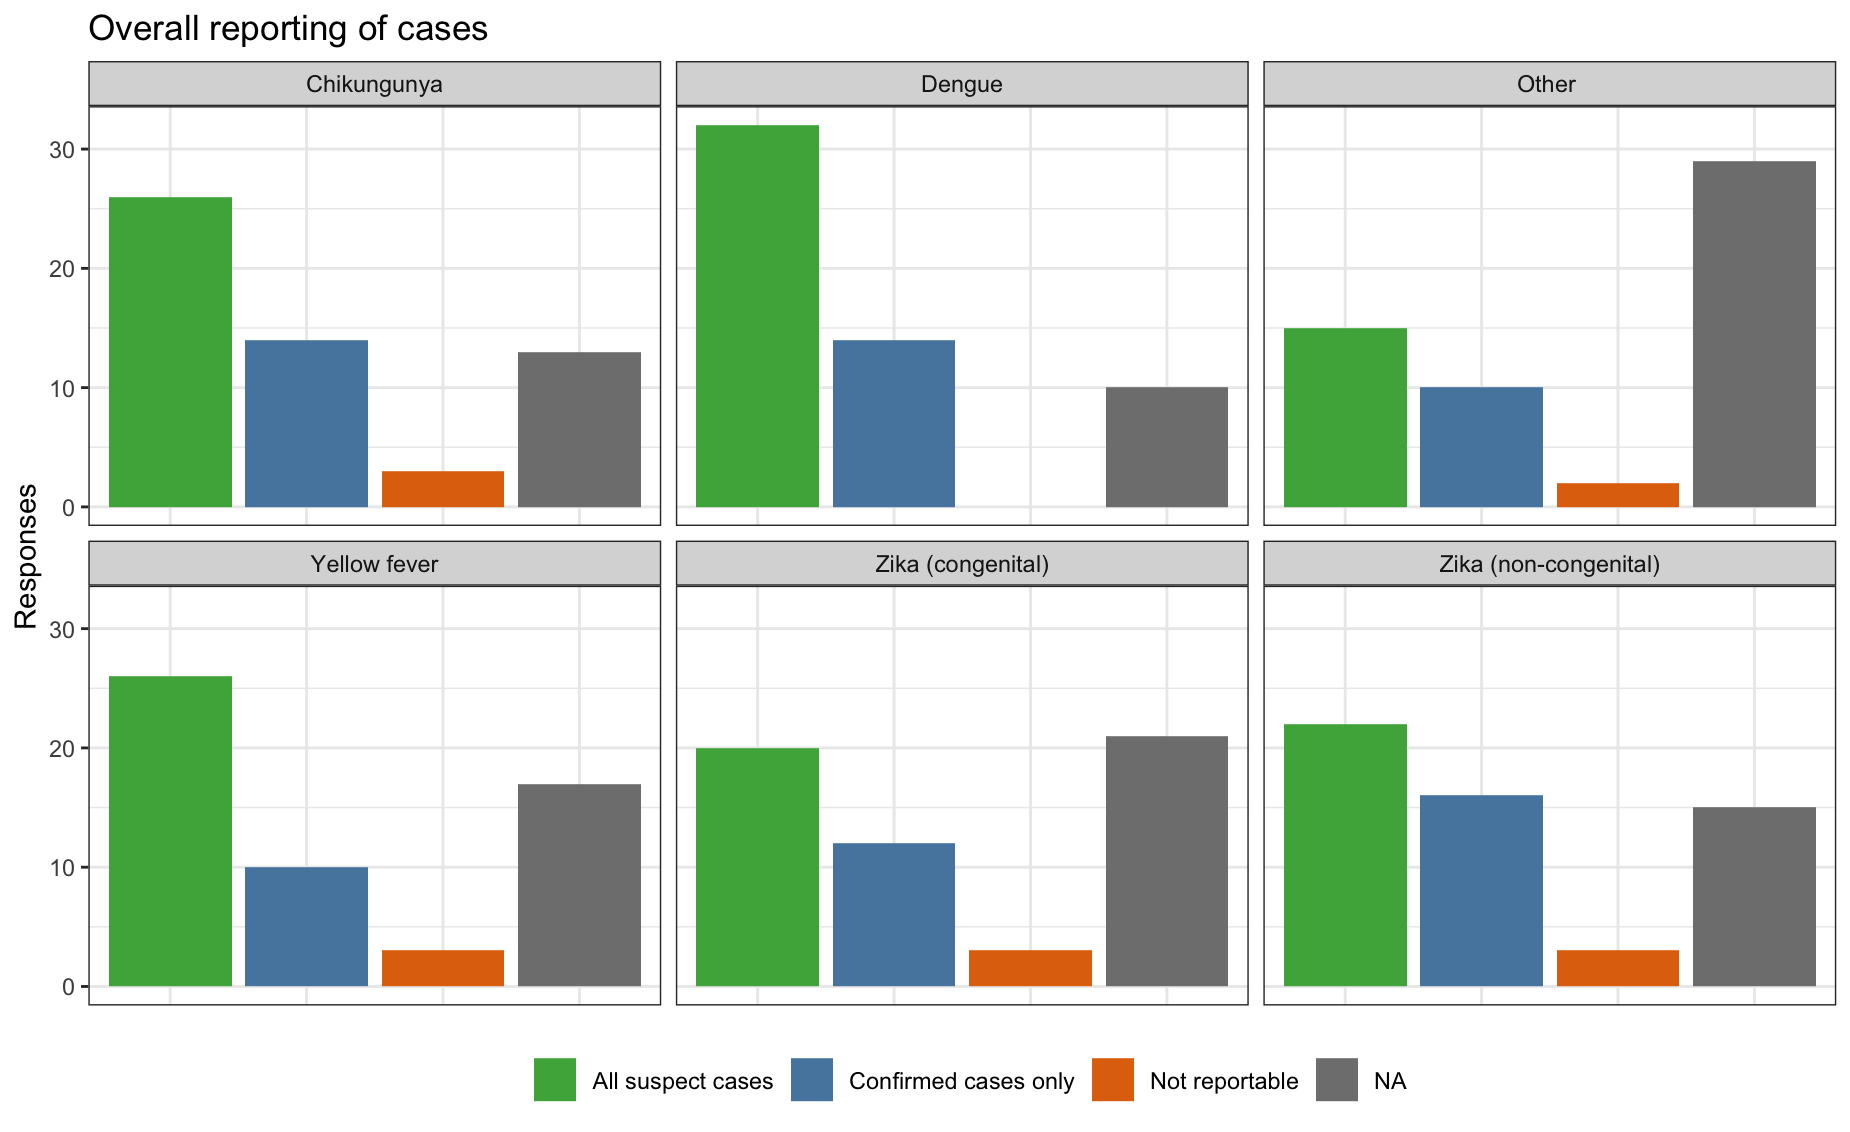 Overall reporting of cases
Chikungunya
Dengue
Other
30
20
10
0
Responses
Yellow fever
Zika (congenital)
Zika (non-congenital)
30
20
10
0
All suspect cases
Confirmed cases only
Not reportable
NA